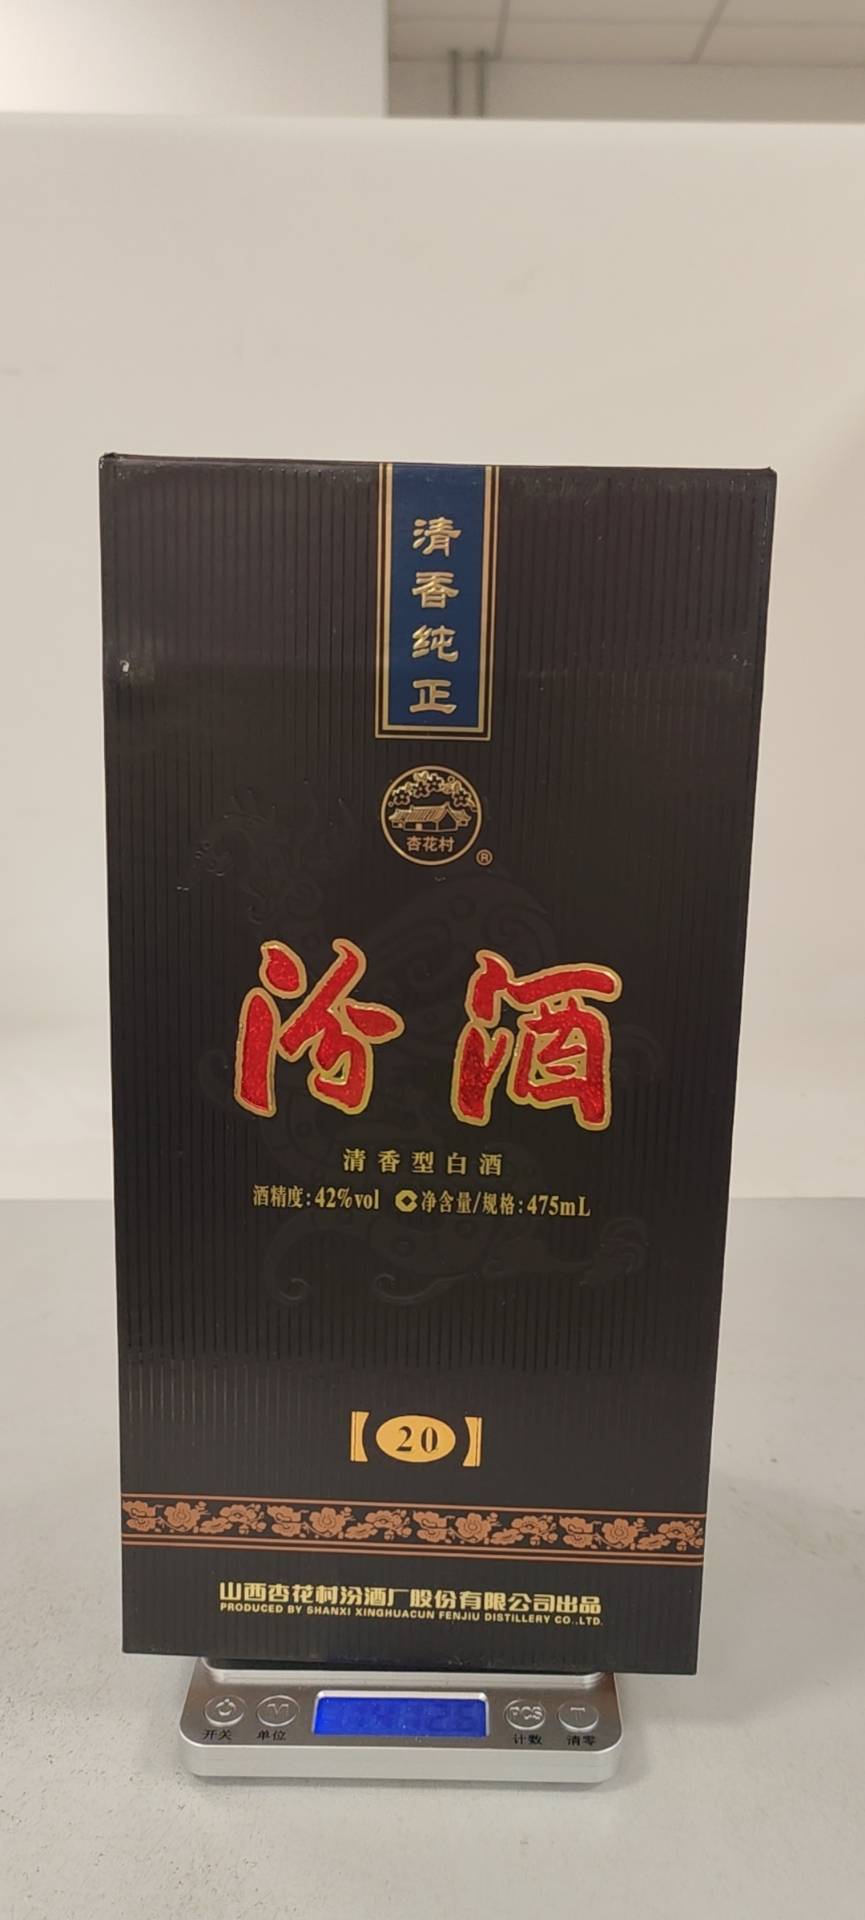 清香纯正
杏花村
®
汾酒
清香型白酒
酒精度:42%vol 净含量/规格:475mL
【20】
山西杏花村汾酒厂股份有限公司出品
PRODUCED BY SHANXI XINGHUACUN FENJIU DISTILLERY CO.,LTD.
M PCS T
开关 单位 计数 清零